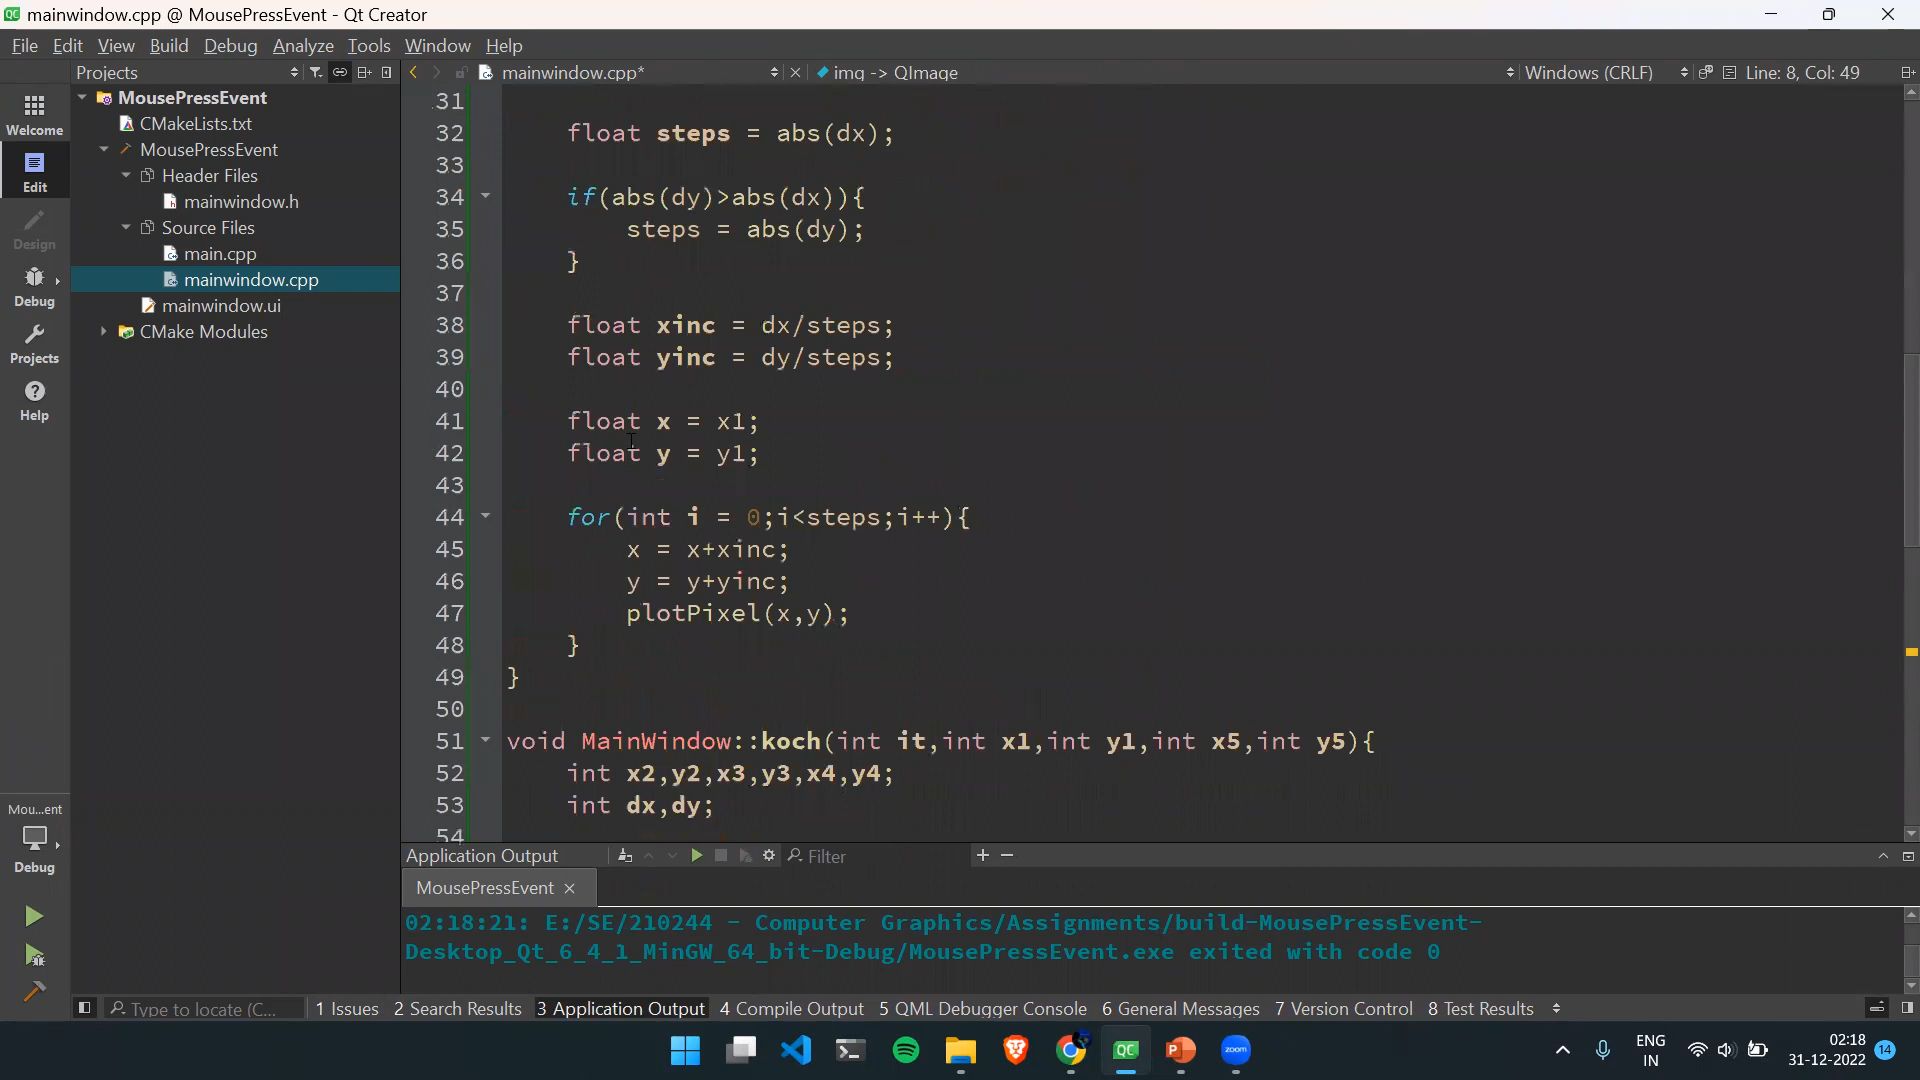 mainwindow.cpp @ MousePressEvent - Qt Creator
File Edit View Build Debug Analyze Tools Window Help
Projects
mainwindow.cpp*
img -> QImage
Windows (CRLF)
Line: 8, Col: 49
Welcome
Edit
Design
Debug
Projects
Help
Mou...ent
Debug
MousePressEvent
CMakeLists.txt
MousePressEvent
Header Files
mainwindow.h
Source Files
main.cpp
mainwindow.cpp
mainwindow.ui
CMake Modules
31
32 float steps = abs(dx);
33
34 if(abs(dy)>abs(dx)){
35 steps = abs(dy);
36 }
37
38 float xinc = dx/steps;
39 float yinc = dy/steps;
40
41 float x = x1;
42 float y = y1;
43
44 for(int i = 0;i<steps;i++){
45 x = x+xinc;
46 y = y+yinc;
47 plotPixel(x,y);
48 }
49 }
50
51 void MainWindow::koch(int it,int x1,int y1,int x5,int y5){
52 int x2,y2,x3,y3,x4,y4;
53 int dx,dy;
54
Application Output
Filter
MousePressEvent
02:18:21: E:/SE/210244 - Computer Graphics/Assignments/build-MousePressEvent-
Desktop_Qt_6_4_1_MinGW_64_bit-Debug/MousePressEvent.exe exited with code 0
Type to locate (C...
1 Issues 2 Search Results 3 Application Output 4 Compile Output 5 QML Debugger Console 6 General Messages 7 Version Control 8 Test Results
QC
zoom
ENG
IN
02:18
31-12-2022
14